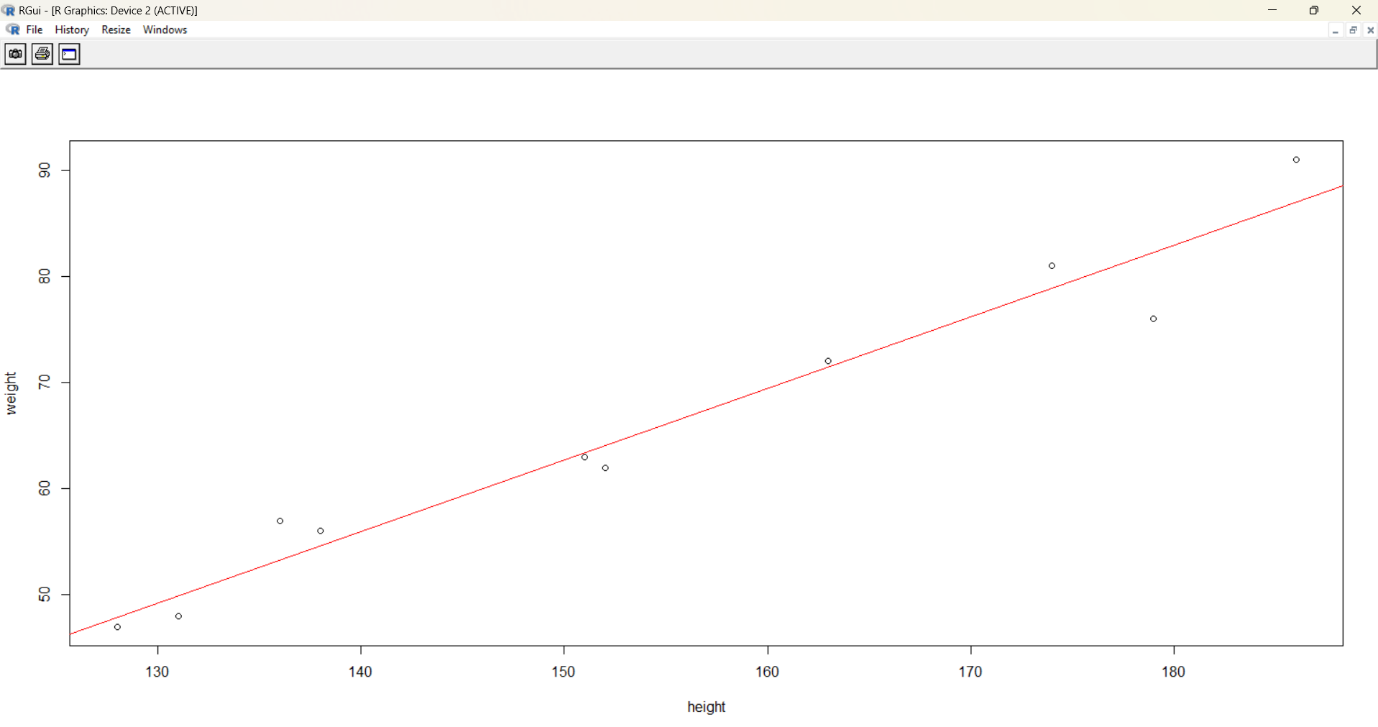 RGui - [R Graphics: Device 2 (ACTIVE)]
File History Resize Windows
90
80
70
60
50
weight
130 140 150 160 170 180
height